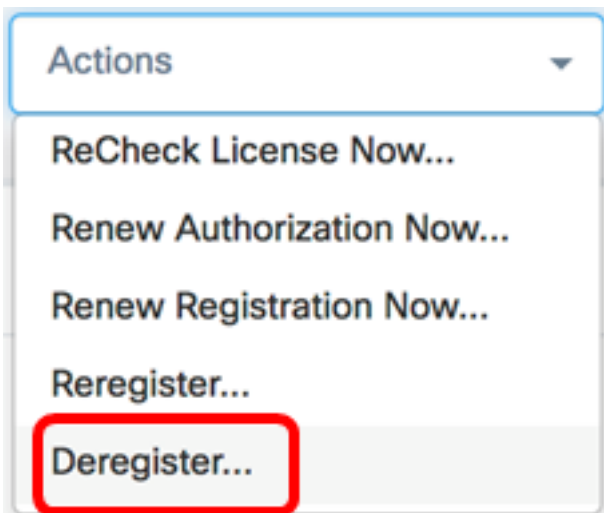 Actions
ReCheck License Now...
Renew Authorization Now...
Renew Registration Now...
Reregister...
Deregister...